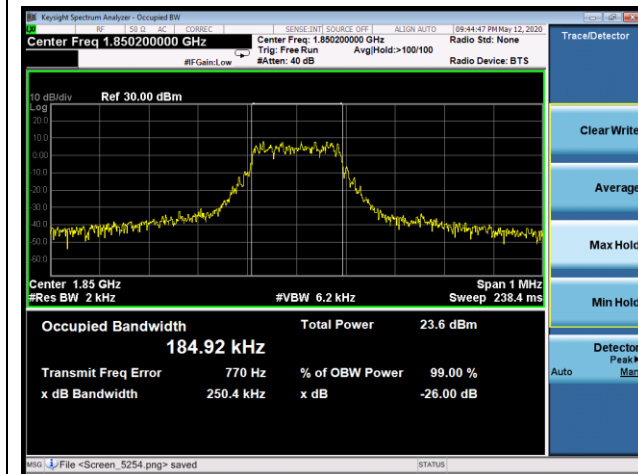 Keysight Spectrum Analyzer - Occupied BW
RF 50 Ω AC CORREC SENSE:INT SOURCE OFF ALIGN AUTO 09:44:47 PM May 12, 2020
Center Freq 1.850200000 GHz
Center Freq: 1.850200000 GHz
Radio Std: None
Trig: Free Run Avg|Hold:>100/100
#IFGain:Low #Atten: 40 dB Radio Device: BTS
Trace/Detector
10 dB/div Ref 30.00 dBm
Log
20.0
10.0
0.00
-10.0
-20.0
-30.0
-40.0
-50.0
-60.0
Center 1.85 GHz Span 1 MHz
#Res BW 2 kHz #VBW 6.2 kHz Sweep 238.4 ms
Occupied Bandwidth Total Power 23.6 dBm
184.92 kHz
Transmit Freq Error 770 Hz % of OBW Power 99.00 %
x dB Bandwidth 250.4 kHz x dB -26.00 dB
Clear Write
Average
Max Hold
Min Hold
Detector
Peak▶
Auto Man
MSG File <Screen_5254.png> saved STATUS